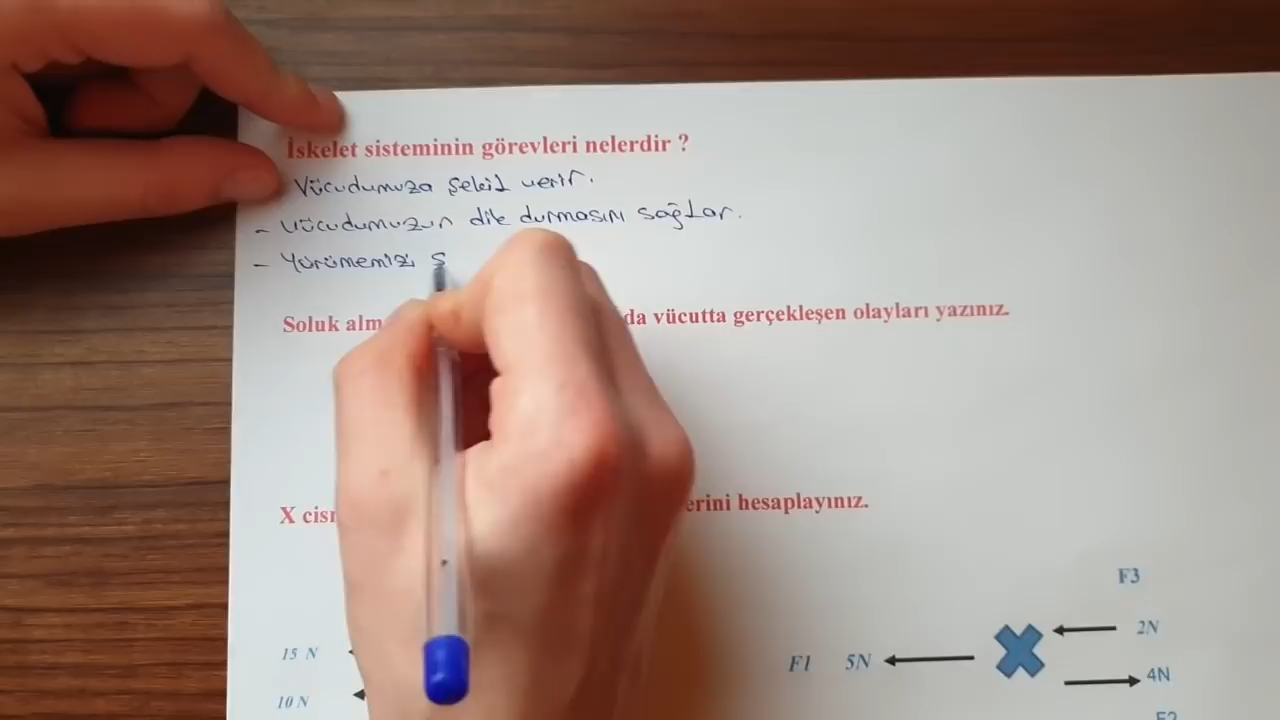 İskelet sisteminin görevleri nelerdir ?
Vücudumuza şekil verir.
- Vücudumuzun dik durmasını sağlar.
- Yürümemizi s
Soluk alm da vücutta gerçekleşen olayları yazınız.
X cis erini hesaplayınız.
F3
2N
15 N
F1 5N
4N
10 N
F2